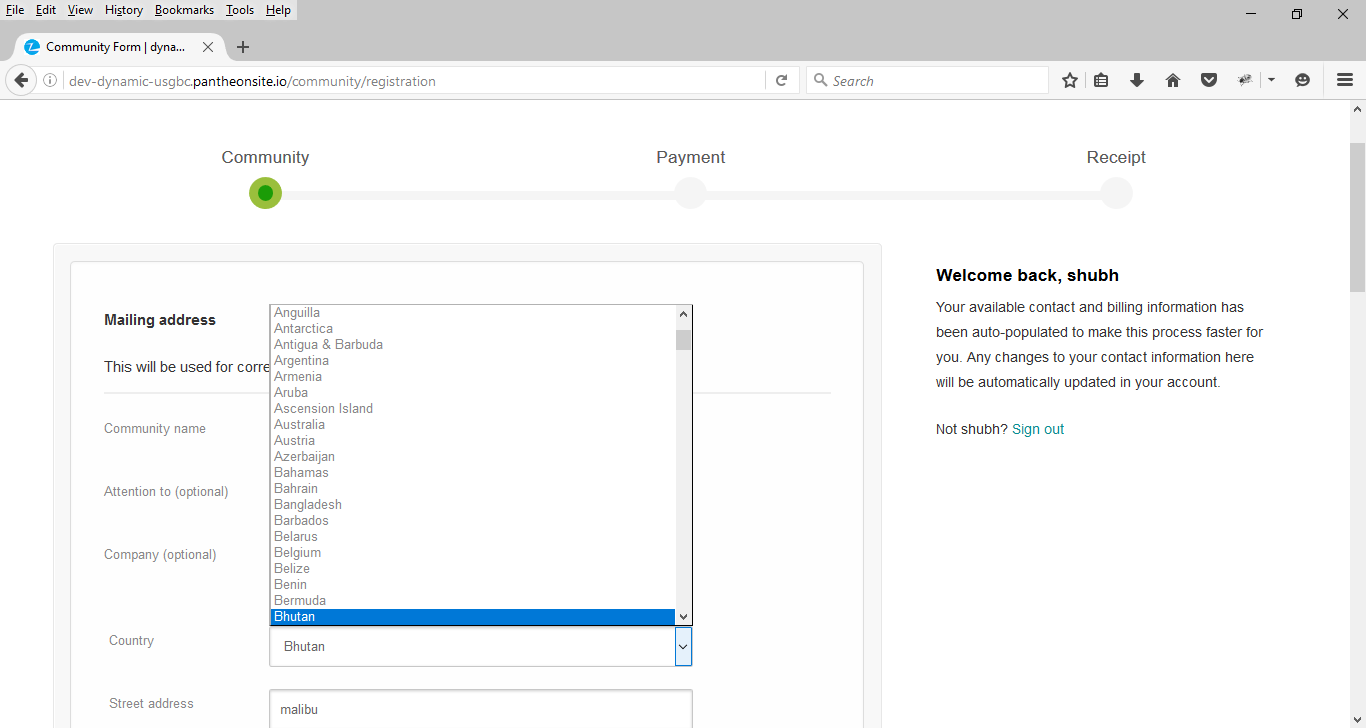 File Edit View History Bookmarks Tools Help
Community Form | dyna...
dev-dynamic-usgbc.pantheonsite.io/community/registration
Search
Community Payment Receipt
Mailing address
This will be used for corre
Community name
Attention to (optional)
Company (optional)
Anguilla
Antarctica
Antigua & Barbuda
Argentina
Armenia
Aruba
Ascension Island
Australia
Austria
Azerbaijan
Bahamas
Bahrain
Bangladesh
Barbados
Belarus
Belgium
Belize
Benin
Bermuda
Bhutan
Country Bhutan
Street address malibu
Welcome back, shubh
Your available contact and billing information has
been auto-populated to make this process faster for
you. Any changes to your contact information here
will be automatically updated in your account.
Not shubh? Sign out